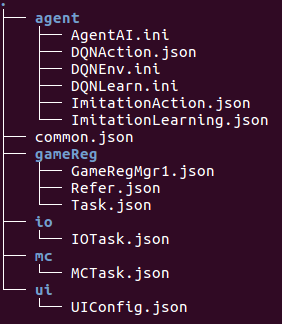 .
agent
AgentAI.ini
DQNAction.json
DQNEnv.ini
DQNLearn.ini
ImitationAction.json
ImitationLearning.json
common.json
gameReg
GameRegMgr1.json
Refer.json
Task.json
io
IOTask.json
mc
MCTask.json
ui
UIConfig.json